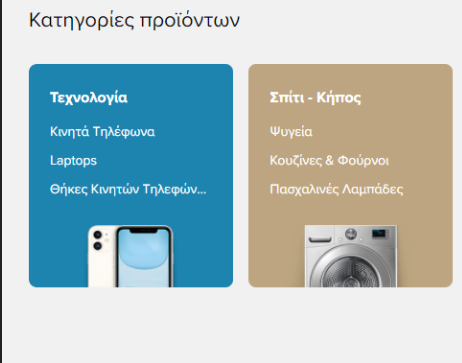 Κατηγορίες προϊόντων
Τεχνολογία
Κινητά Τηλέφωνα
Laptops
Θήκες Κινητών Τηλεφών...
Σπίτι - Κήπος
Ψυγεία
Κουζίνες & Φούρνοι
Πασχαλινές Λαμπάδες